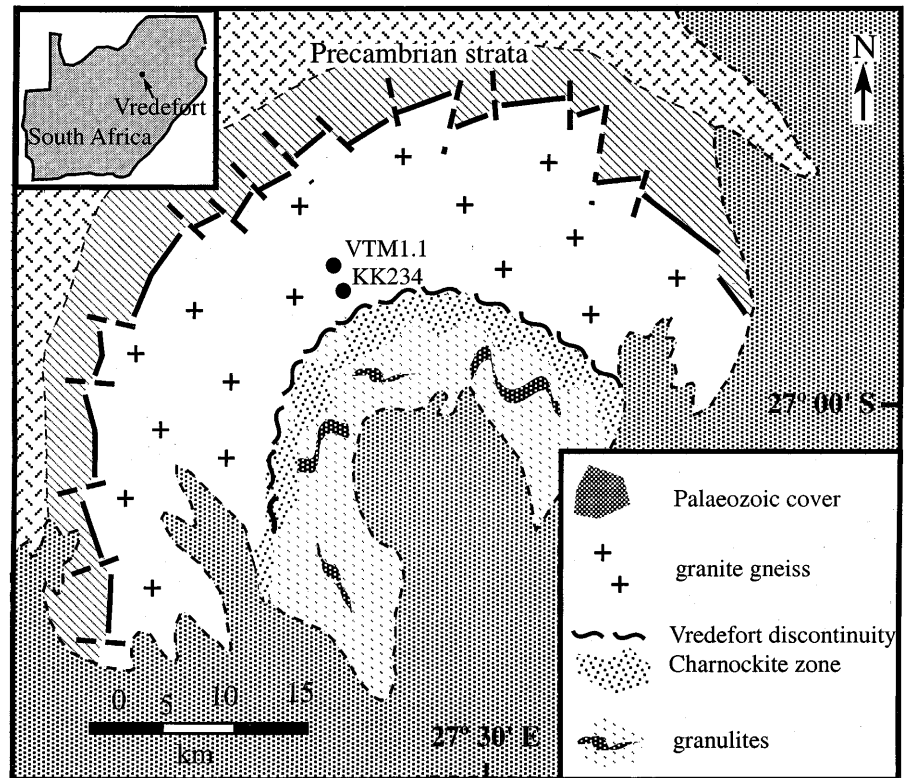 Precambrian strata
N
Vredefort
South Africa
VTM1.1
KK234
27° 00' S
Palaeozoic cover
granite gneiss
Vredefort discontinuity
Charnockite zone
granulites
0 5 10 15
km
27° 30' E